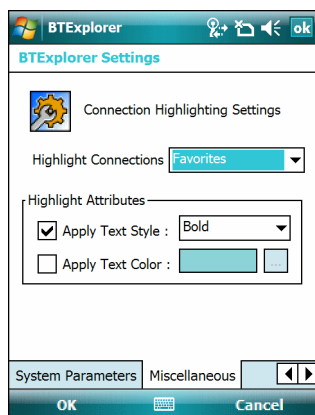 BTExplorer
ok
BTExplorer Settings
Connection Highlighting Settings
Highlight Connections Favorites
Highlight Attributes
Apply Text Style : Bold
Apply Text Color : ...
System Parameters Miscellaneous
OK Cancel